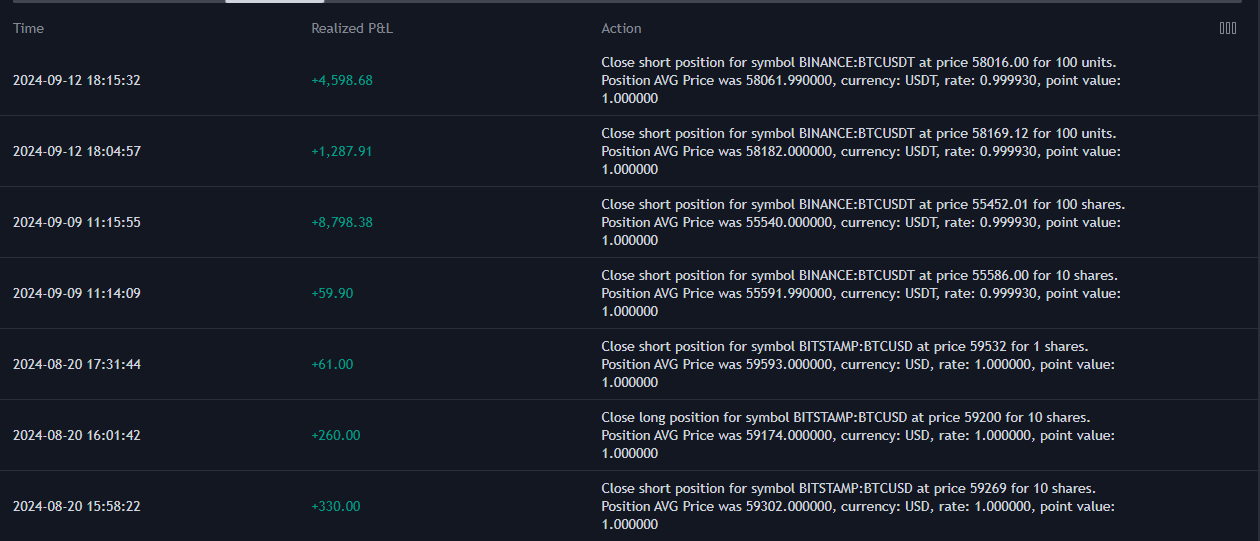 Time Realized P&L Action
Close short position for symbol BINANCE:BTCUSDT at price 58016.00 for 100 units.
2024-09-12 18:15:32 +4,598.68 Position AVG Price was 58061.990000, currency: USDT, rate: 0.999930, point value:
1.000000
Close short position for symbol BINANCE:BTCUSDT at price 58169.12 for 100 units.
2024-09-12 18:04:57 +1,287.91 Position AVG Price was 58182.000000, currency: USDT, rate: 0.999930, point value:
1.000000
Close short position for symbol BINANCE:BTCUSDT at price 55452.01 for 100 shares.
2024-09-09 11:15:55 +8,798.38 Position AVG Price was 55540.000000, currency: USDT, rate: 0.999930, point value:
1.000000
Close short position for symbol BINANCE:BTCUSDT at price 55586.00 for 10 shares.
2024-09-09 11:14:09 +59.90 Position AVG Price was 55591.990000, currency: USDT, rate: 0.999930, point value:
1.000000
Close short position for symbol BITSTAMP:BTCUSD at price 59532 for 1 shares.
2024-08-20 17:31:44 +61.00 Position AVG Price was 59593.000000, currency: USD, rate: 1.000000, point value:
1.000000
Close long position for symbol BITSTAMP:BTCUSD at price 59200 for 10 shares.
2024-08-20 16:01:42 +260.00 Position AVG Price was 59174.000000, currency: USD, rate: 1.000000, point value:
1.000000
Close short position for symbol BITSTAMP:BTCUSD at price 59269 for 10 shares.
2024-08-20 15:58:22 +330.00 Position AVG Price was 59302.000000, currency: USD, rate: 1.000000, point value:
1.000000